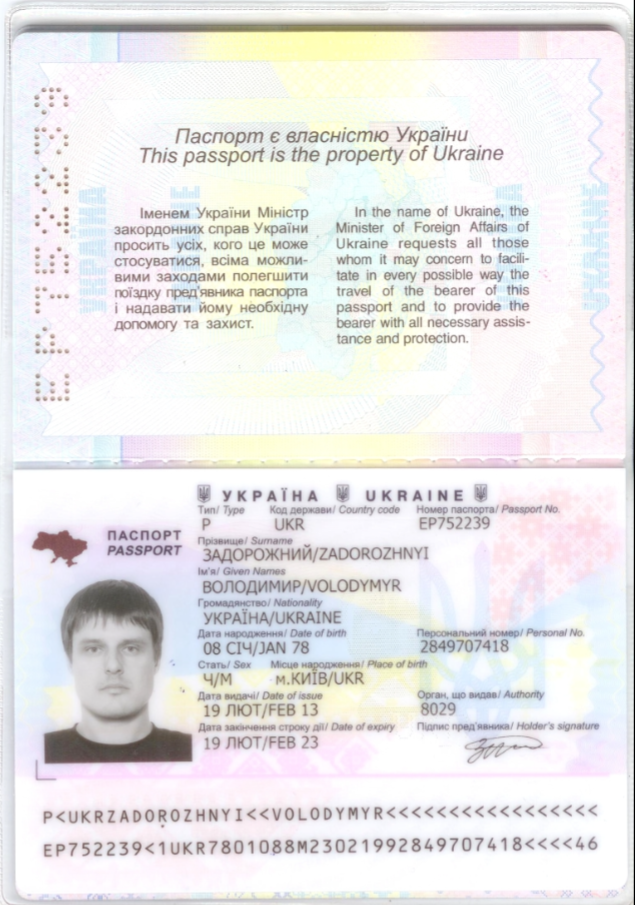 Паспорт є власністю України
This passport is the property of Ukraine
Іменем України Міністр
закордонних справ України
просить усіх, кого це може
стосуватися, всіма можли-
вими заходами полегшити
поїздку пред'явника паспорта
і надавати йому необхідну
допомогу та захист.
In the name of Ukraine, the
Minister of Foreign Affairs of
Ukraine requests all those
whom it may concern to facili-
tate in every possible way the
travel of the bearer of this
passport and to provide the
bearer with all necessary assis-
tance and protection.
УКРАЇНА
UKRAINE
EP752239
УКРАЇНА UKRAINE
ПАСПОРТ
PASSPORT
Тип/ Type Код держави/ Country code Номер паспорта/ Passport No.
P UKR EP752239
Прізвище/ Surname
ЗАДОРОЖНИЙ/ZADOROZHNYI
Ім'я/ Given Names
ВОЛОДИМИР/VOLODYMYR
Громадянство/ Nationality
УКРАЇНА/UKRAINE
Дата народження/ Date of birth Персональний номер/ Personal No.
08 СІЧ/JAN 78 2849707418
Стать/ Sex Місце народження/ Place of birth
Ч/M м.КИЇВ/UKR
Дата видачі/ Date of issue Орган, що видав/ Authority
19 ЛЮТ/FEB 13 8029
Дата закінчення строку дії/ Date of expiry Підпис пред'явника/ Holder's signature
19 ЛЮТ/FEB 23
P<UKRZADOROZHNYI<<VOLODYMYR<<<<<<<<<<<<<<<<<
EP752239<1UKR7801088M23021992849707418<<<<46